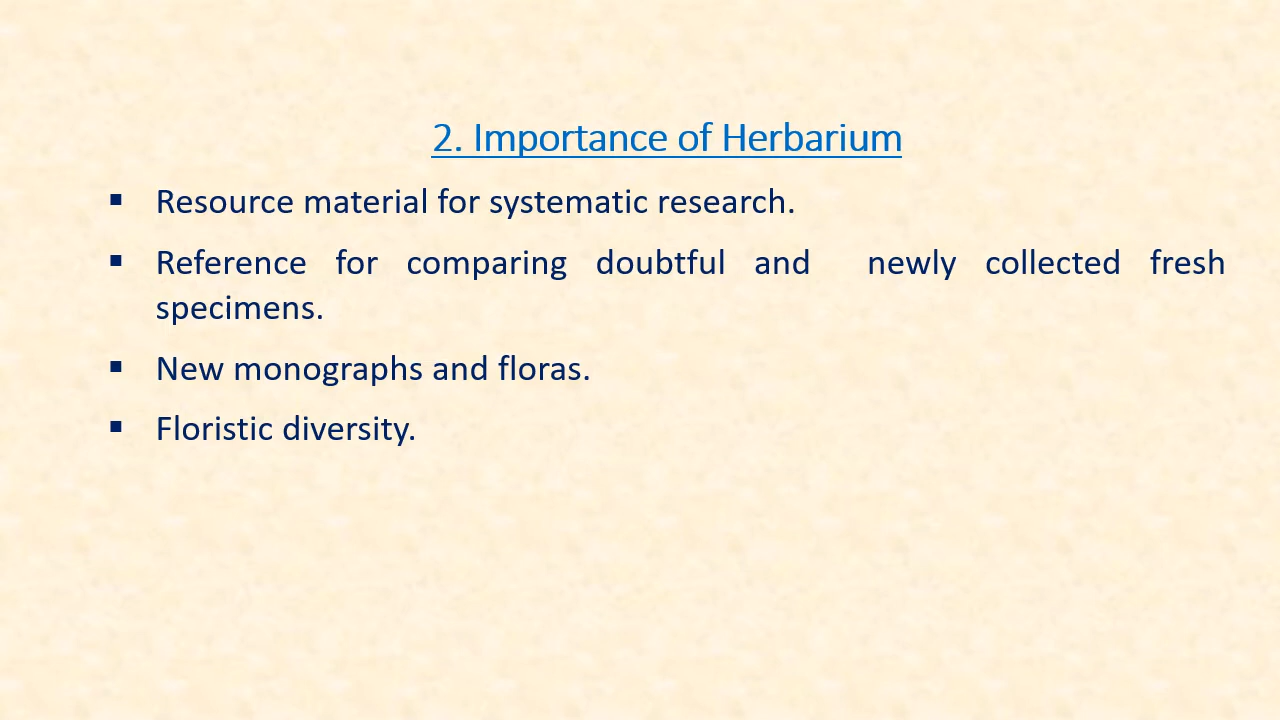 2. Importance of Herbarium
▪ Resource material for systematic research.
▪ Reference for comparing doubtful and newly collected fresh
specimens.
▪ New monographs and floras.
▪ Floristic diversity.